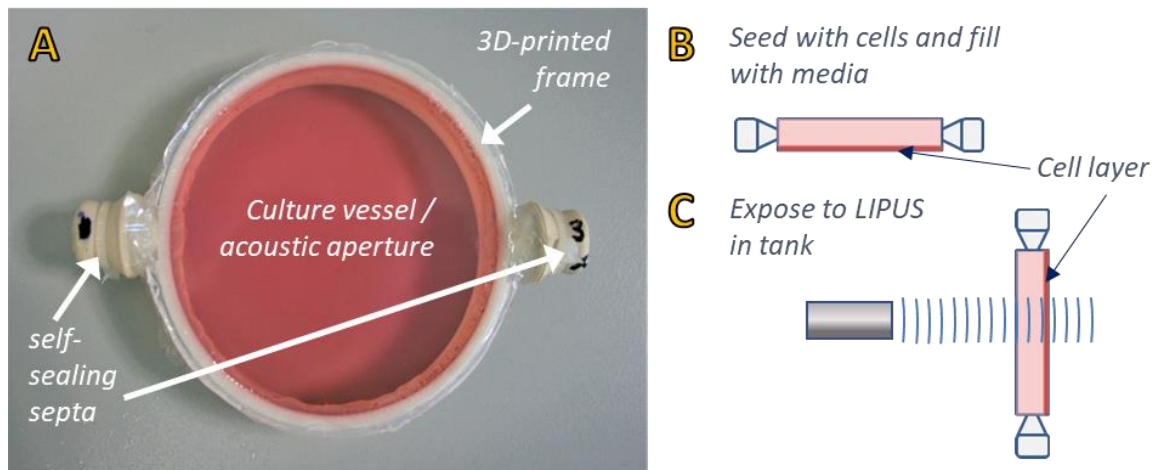 A
3D-printed
frame
Culture vessel /
acoustic aperture
3
self-
sealing
septa
B
Seed with cells and fill
with media
Cell layer
C
Expose to LIPUS
in tank